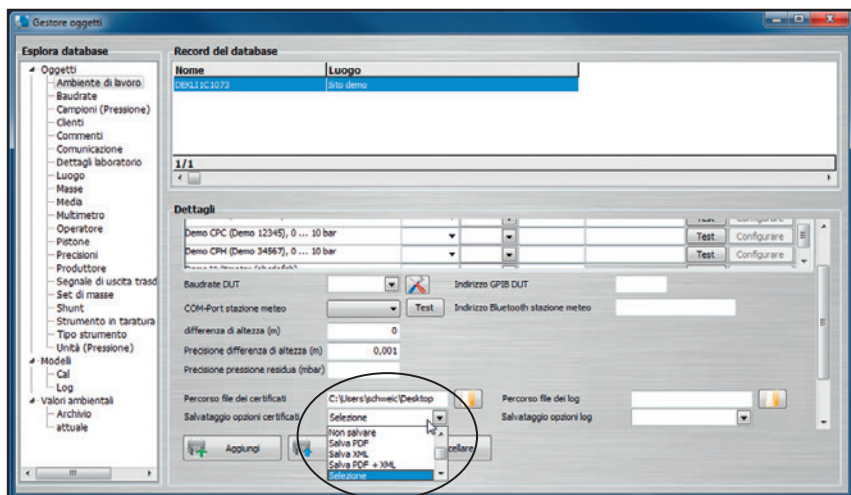 Gestore oggetti
Esplora database
Oggetti
Ambiente di lavoro
Baudrate
Campioni (Pressione)
Clienti
Commenti
Comunicazione
Dettagli laboratorio
Luogo
Masse
Media
Multimetro
Operatore
Pistone
Precisioni
Produttore
Segnale di uscita trasd
Set di masse
Shunt
Strumento in taratura
Tipo strumento
Unità (Pressione)
Modelli
Cal
Log
Valori ambientali
Archivio
attuale
Record del database
Nome Luogo
DEKLI1C1073 Sito demo
1/1
Dettagli
Test Configurare
Demo CPC (Demo 12345), 0 ... 10 bar Test Configurare
Demo CPH (Demo 34567), 0 ... 10 bar Test Configurare
Baudrate DUT Indirizzo GPIB DUT
COM-Port stazione meteo Test Indirizzo Bluetooth stazione meteo
differenza di altezza (m) 0
Precisione differenza di altezza (m) 0,001
Precisione pressione residua (mbar)
Percorso file dei certificati C:\Users\schweic\Desktop Percorso file dei log
Salvataggio opzioni certificati Selezione Salvataggio opzioni log
Non salvare
Salva PDF
Salva XML
Salva PDF + XML
Selezione
Aggiungi cellare